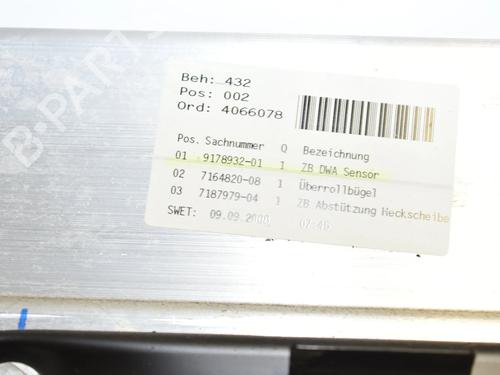 B-PARTS
Beh: 432
Pos: 002
Ord: 4066078
Pos. Sachnummer Q Bezeichnung
01 9178932-01 1 ZB DWA Sensor
02 7164820-08 1 Überrollbügel
03 7187979-04 1 ZB Abstützung Heckscheibe
SWET: 09.09.